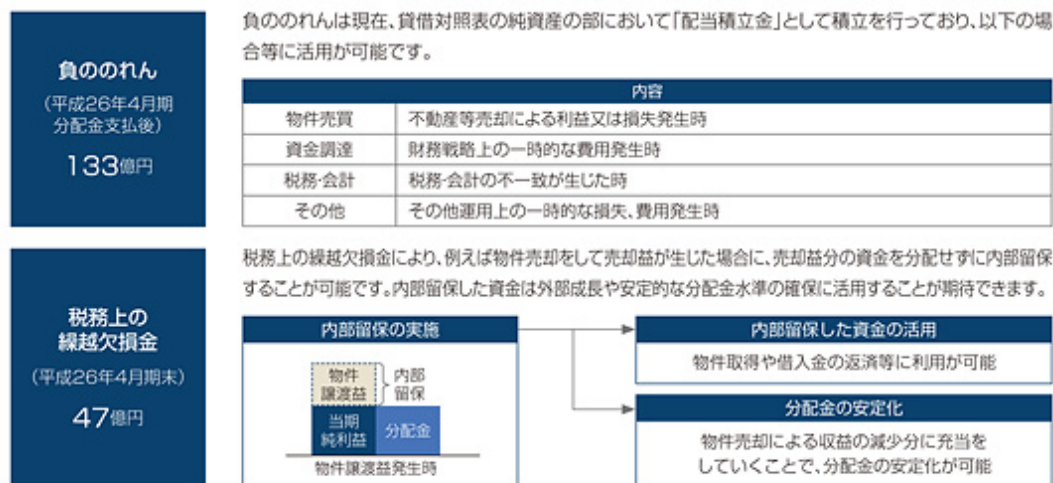 負ののれん
(平成26年4月期
分配金支払後)
133億円
負ののれんは現在、貸借対照表の純資産の部において「配当積立金」として積立を行っており、以下の場
合等に活用が可能です。
内容
物件売買 不動産等売却による利益又は損失発生時
資金調達 財務戦略上の一時的な費用発生時
税務・会計 税務・会計の不一致が生じた時
その他 その他運用上の一時的な損失、費用発生時
税務上の
繰越欠損金
(平成26年4月期末)
47億円
税務上の繰越欠損金により、例えば物件売却をして売却益が生じた場合に、売却益分の資金を分配せずに内部留保
することが可能です。内部留保した資金は外部成長や安定的な分配金水準の確保に活用することが期待できます。
内部留保の実施
物件
譲渡益
内部
留保
当期
純利益
分配金
物件譲渡益発生時
内部留保した資金の活用
物件取得や借入金の返済等に利用が可能
分配金の安定化
物件売却による収益の減少分に充当を
していくことで、分配金の安定化が可能